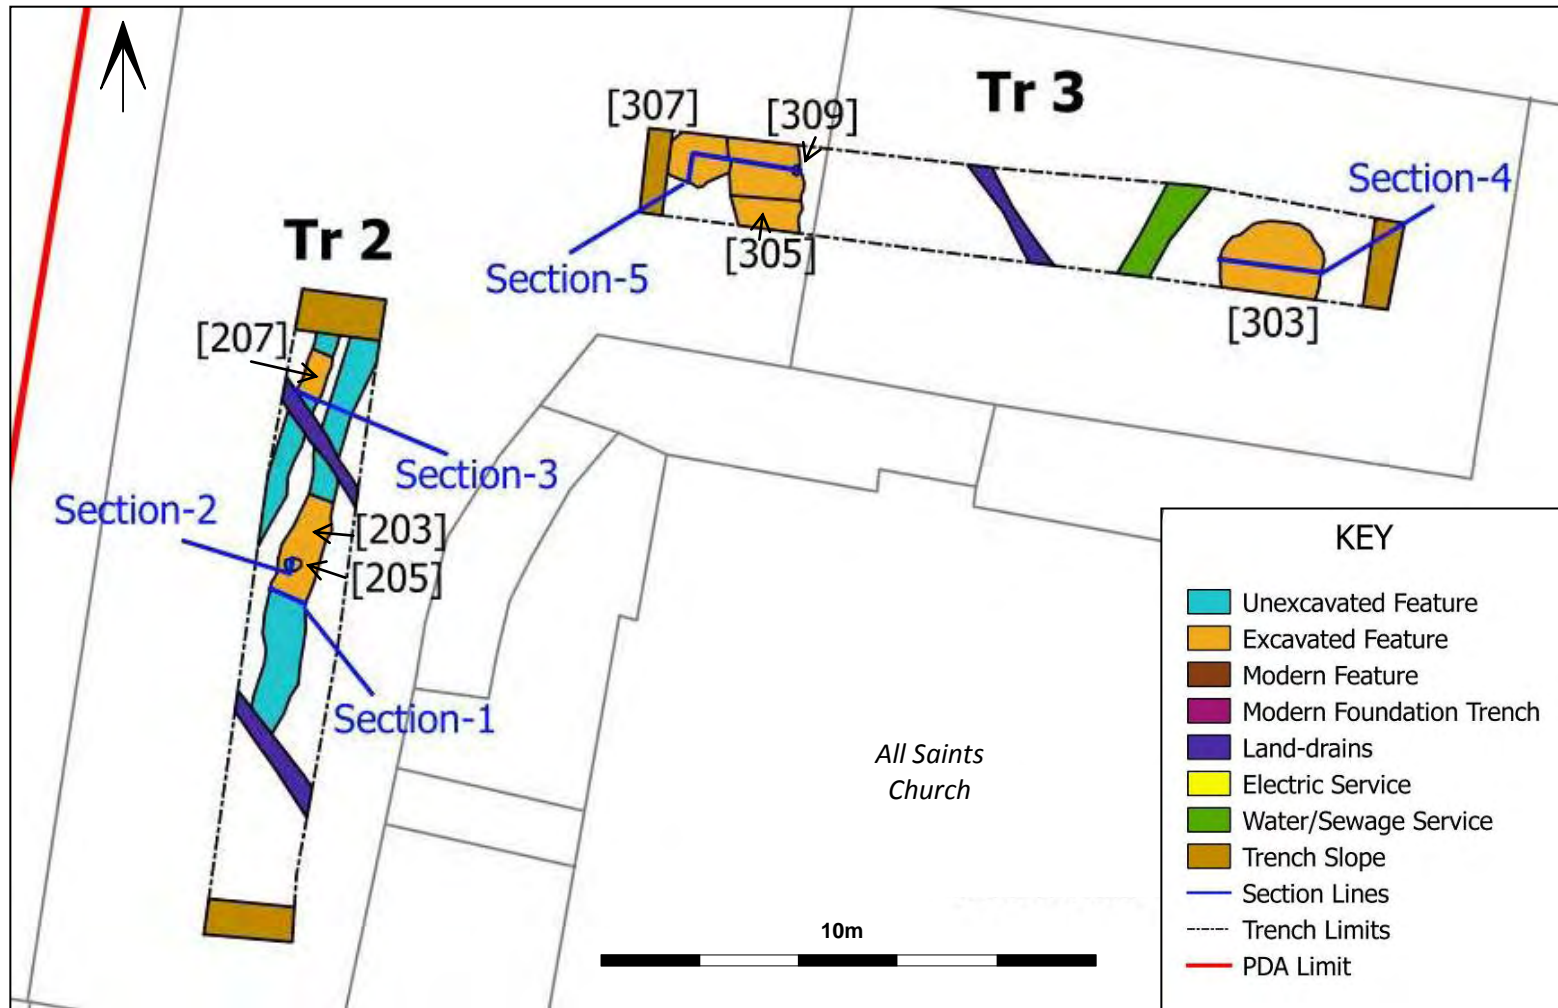 Tr 3
[307]
[309]
Section-4
Tr 2
[305]
Section-5
[303]
[207]
Section-3
Section-2
[203]
[205]
Section-1
All Saints
Church
10m
KEY
Unexcavated Feature
Excavated Feature
Modern Feature
Modern Foundation Trench
Land-drains
Electric Service
Water/Sewage Service
Trench Slope
Section Lines
Trench Limits
PDA Limit